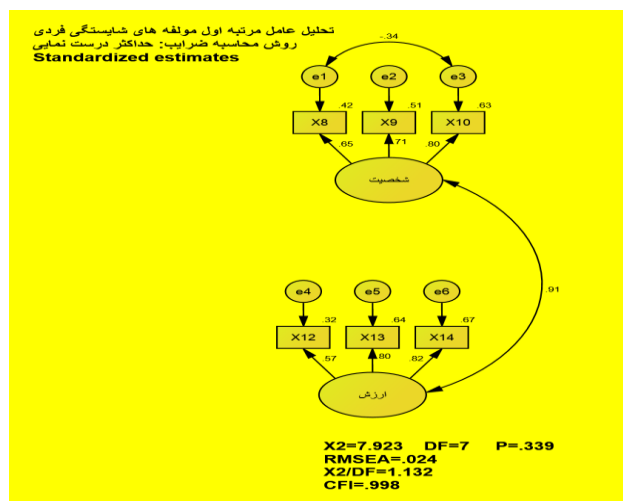 تحلیل عامل مرتبه اول مولفه های شایستگی فردی
روش محاسبه ضرایب: حداکثر درست نمایی
Standardized estimates
-.34
e1 e2 e3
.42 .51 .63
X8 X9 X10
.65 .71 .80
شخصیت
.91
e4 e5 e6
.32 .64 .67
X12 X13 X14
.57 .80 .82
ارزش
X2=7.923 DF=7 P=.339
RMSEA=.024
X2/DF=1.132
CFI=.998